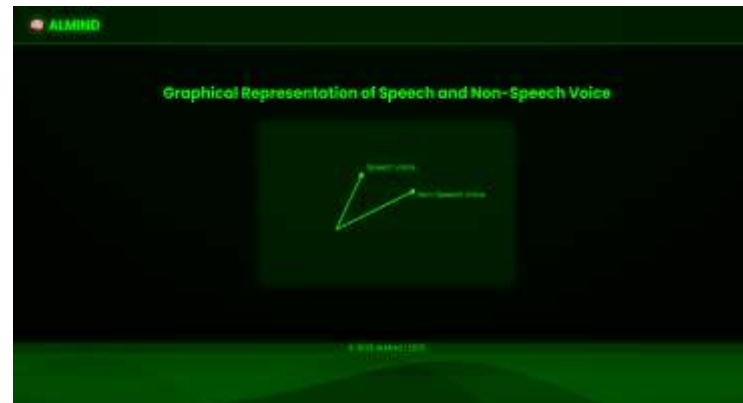 ALMIND
Graphical Representation of Speech and Non-Speech Voice
Speech Voice
Non-Speech Voice